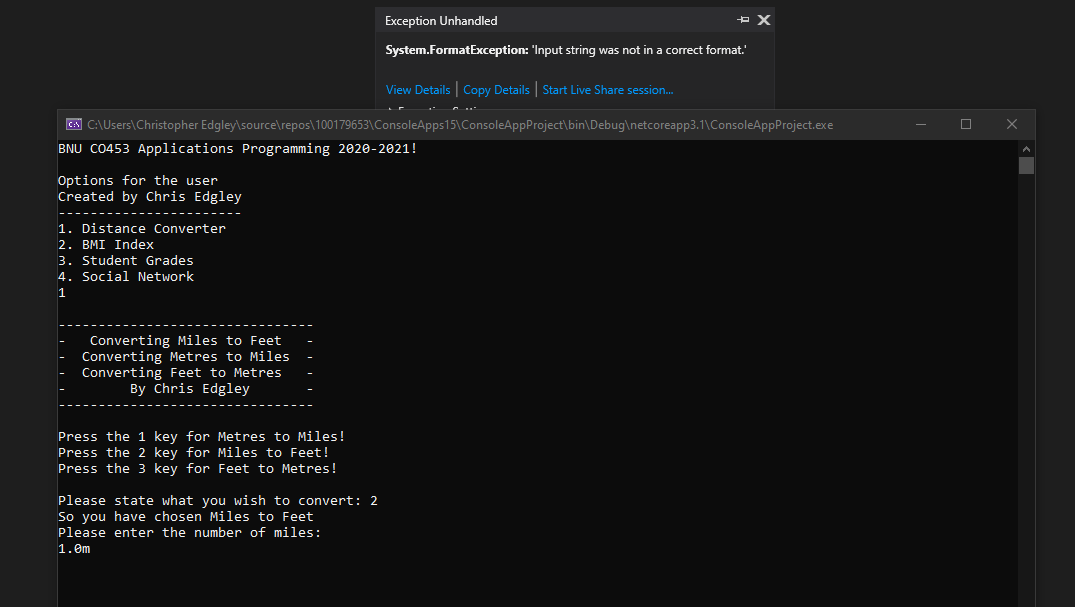 Exception Unhandled
System.FormatException: 'Input string was not in a correct format.'
View Details | Copy Details | Start Live Share session...
C:\Users\Christopher Edgley\source\repos\100179653\ConsoleApps15\ConsoleAppProject\bin\Debug\netcoreapp3.1\ConsoleAppProject.exe
BNU CO453 Applications Programming 2020-2021!
Options for the user
Created by Chris Edgley
-----------------------
1. Distance Converter
2. BMI Index
3. Student Grades
4. Social Network
1
--------------------------------
-   Converting Miles to Feet   -
-  Converting Metres to Miles  -
-  Converting Feet to Metres   -
-        By Chris Edgley       -
--------------------------------
Press the 1 key for Metres to Miles!
Press the 2 key for Miles to Feet!
Press the 3 key for Feet to Metres!
Please state what you wish to convert: 2
So you have chosen Miles to Feet
Please enter the number of miles:
1.0m